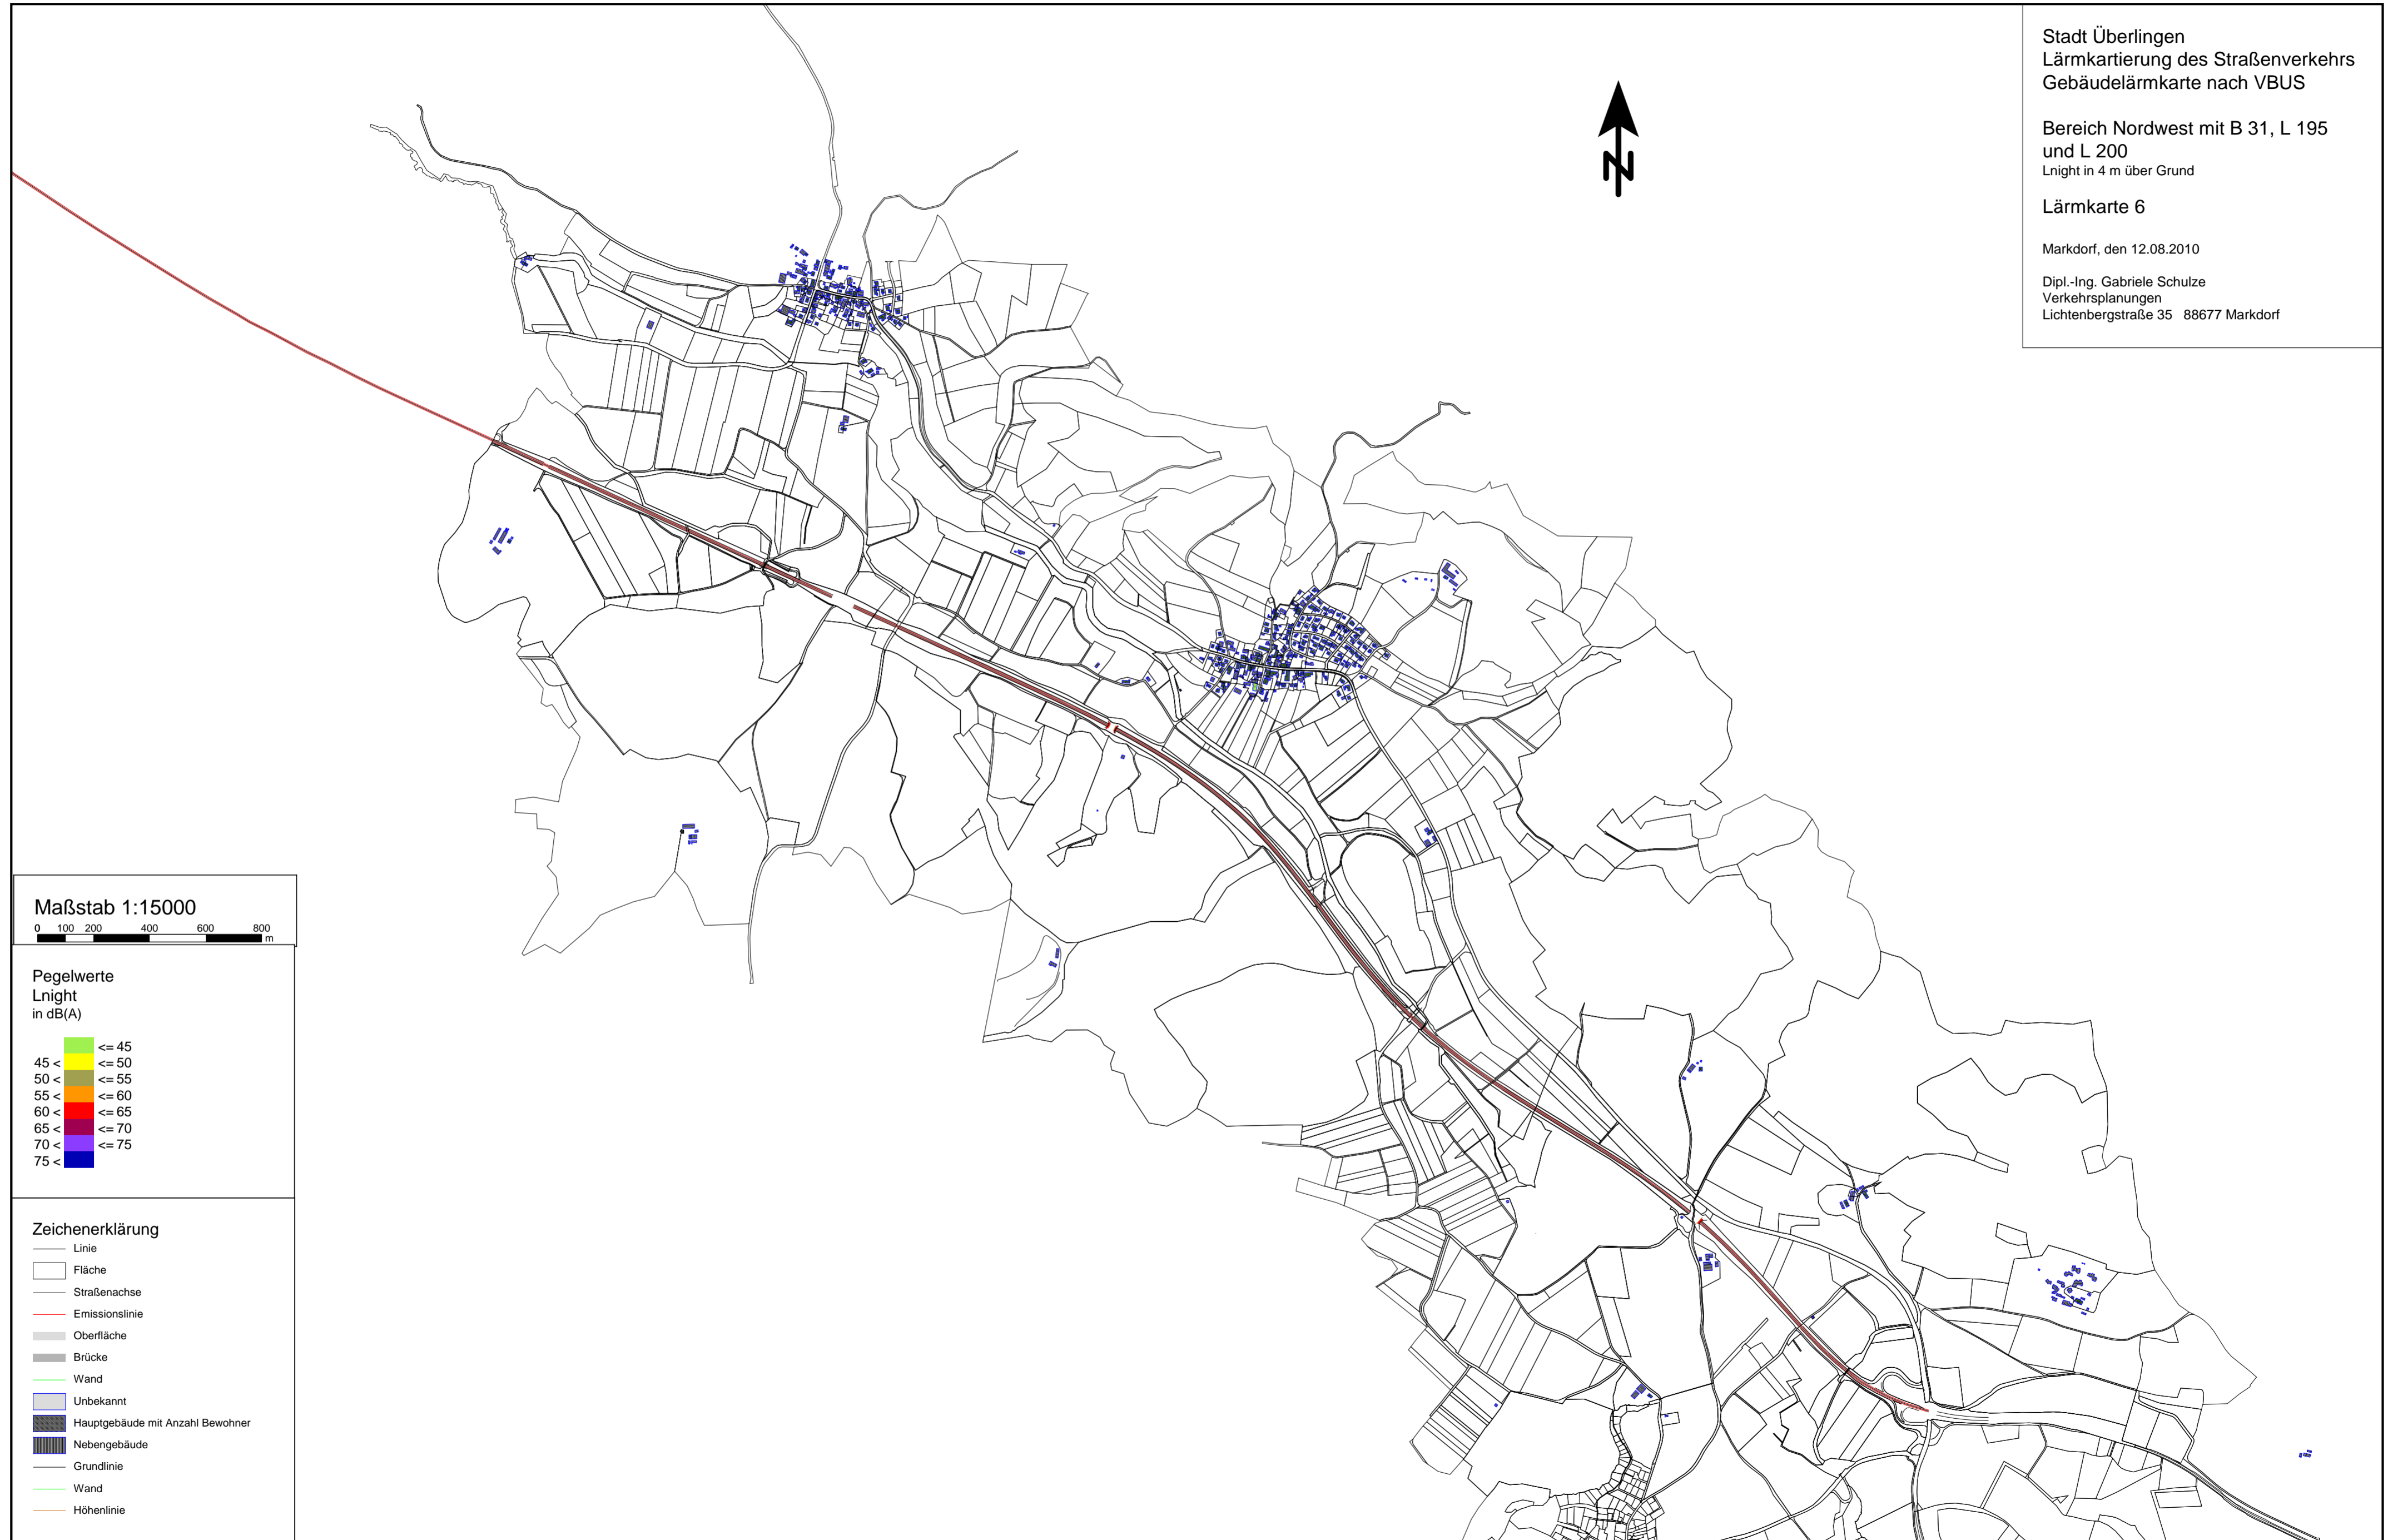 Stadt Überlingen
Lärmkartierung des Straßenverkehrs
Gebäudelärmkarte nach VBUS
Bereich Nordwest mit B 31, L 195
und L 200
Lnight in 4 m über Grund
Lärmkarte 6
Markdorf, den 12.08.2010
Dipl.-Ing. Gabriele Schulze
Verkehrsplanungen
Lichtenbergstraße 35 88677 Markdorf
N
Maßstab 1:15000
0 100 200 400 600 800
m
Pegelwerte
Lnight
in dB(A)
<= 45
45 < <= 50
50 < <= 55
55 < <= 60
60 < <= 65
65 < <= 70
70 < <= 75
75 <
Zeichenerklärung
Linie
Fläche
Straßenachse
Emissionslinie
Oberfläche
Brücke
Wand
Unbekannt
Hauptgebäude mit Anzahl Bewohner
Nebengebäude
Grundlinie
Wand
Höhenlinie